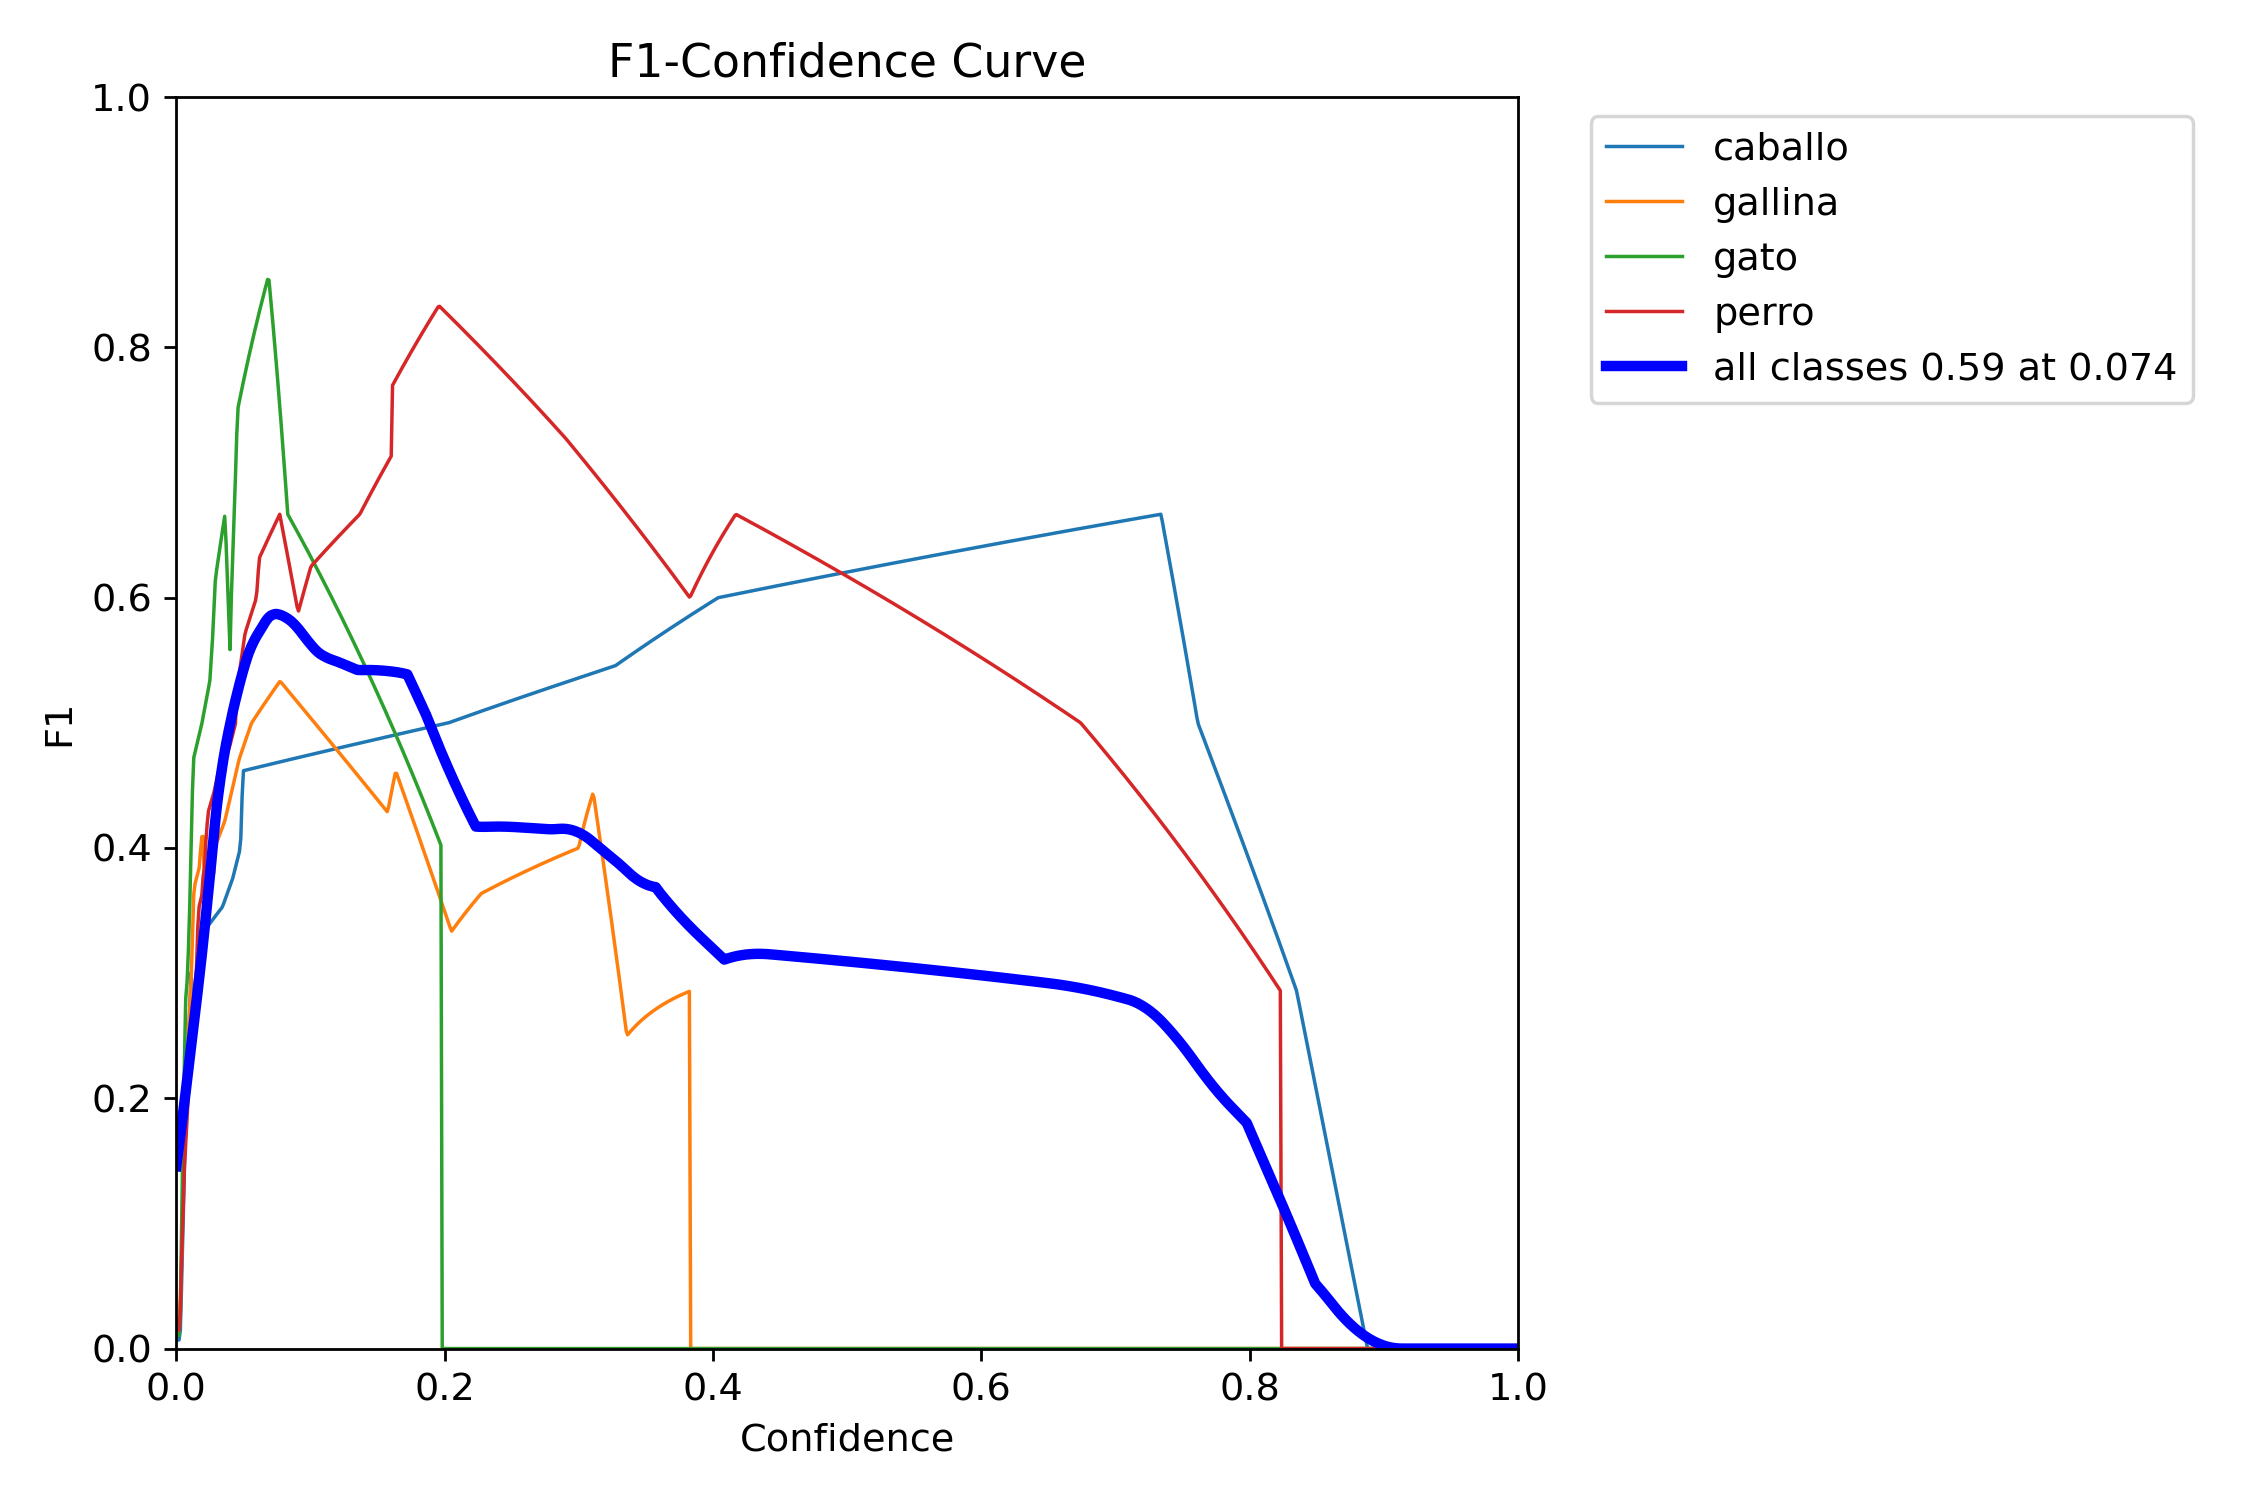 F1-Confidence Curve
1.0
0.8
0.6
0.4
0.2
0.0
F1
0.0 0.2 0.4 0.6 0.8 1.0
Confidence
caballo
gallina
gato
perro
all classes 0.59 at 0.074